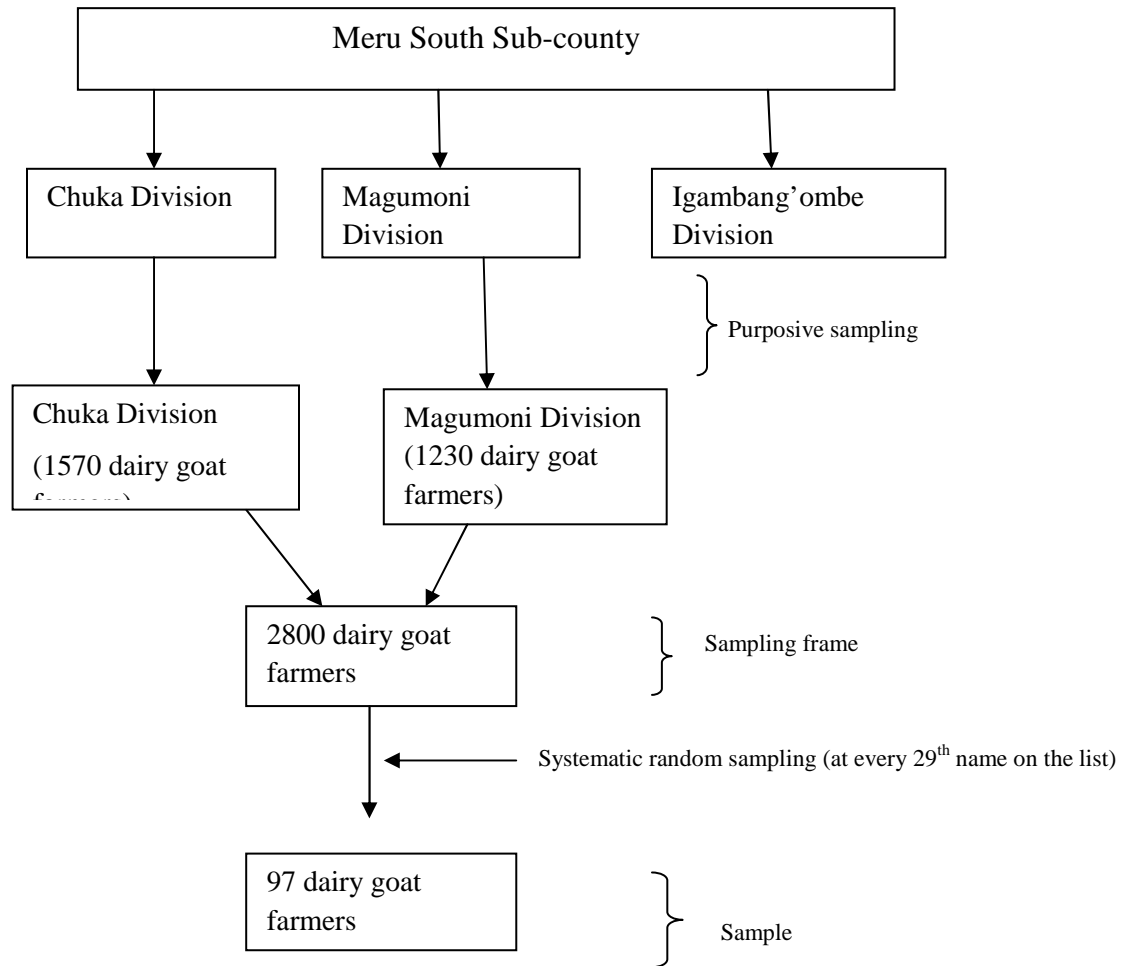 Meru South Sub-county
Chuka Division
Magumoni
Division
Igambang’ombe
Division
Purposive sampling
Chuka Division
(1570 dairy goat
Magumoni Division
(1230 dairy goat
farmers)
2800 dairy goat
farmers
Sampling frame
Systematic random sampling (at every 29th name on the list)
97 dairy goat
farmers
Sample